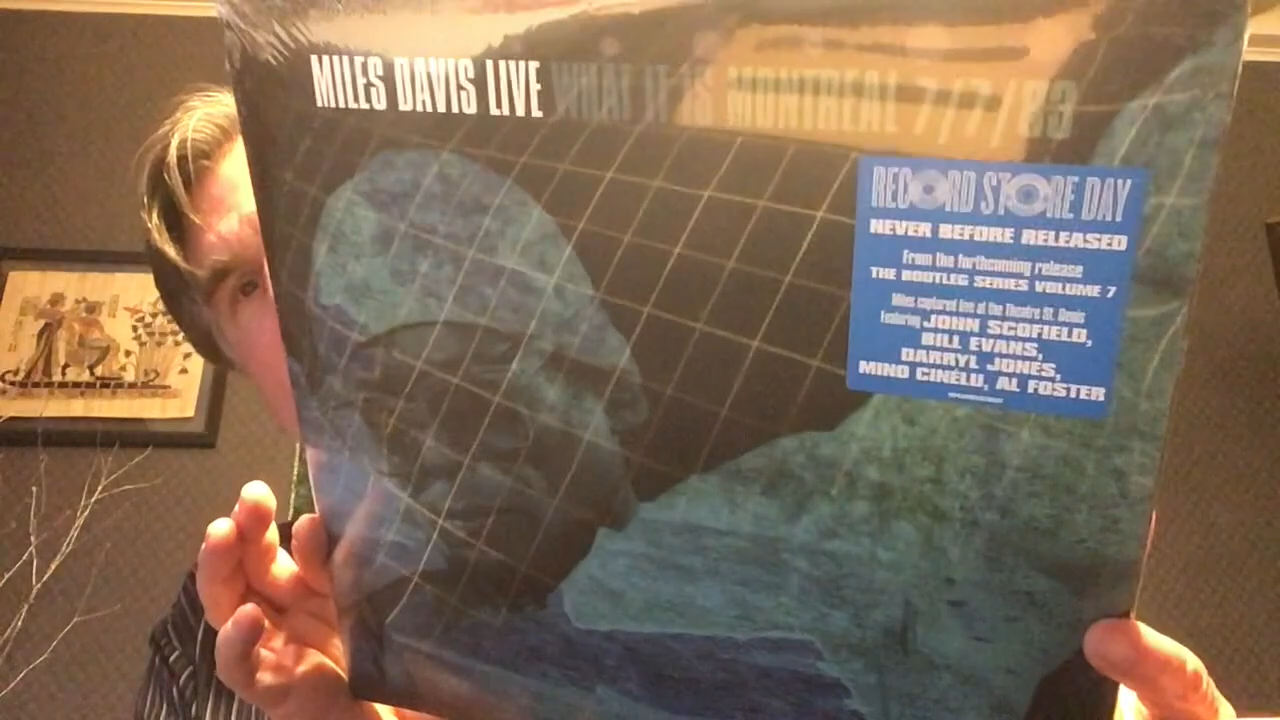 MILES DAVIS LIVE WHAT IT IS MONTREAL 7/7/83
RECORD STORE DAY
NEVER BEFORE RELEASED
From the forthcoming release
THE BOOTLEG SERIES VOLUME 7
Miles captured live at the Theatre St. Denis
Featuring JOHN SCOFIELD,
BILL EVANS,
DARRYL JONES,
MINO CINÉLU, AL FOSTER